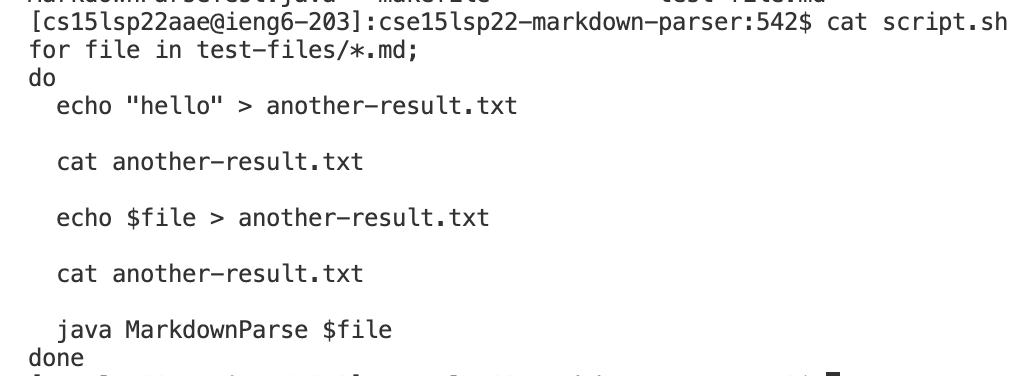 [cs15lsp22aae@ieng6-203]:cse15lsp22-markdown-parser:542$ cat script.sh
for file in test-files/*.md;
do
  echo "hello" > another-result.txt
  cat another-result.txt
  echo $file > another-result.txt
  cat another-result.txt
  java MarkdownParse $file
done